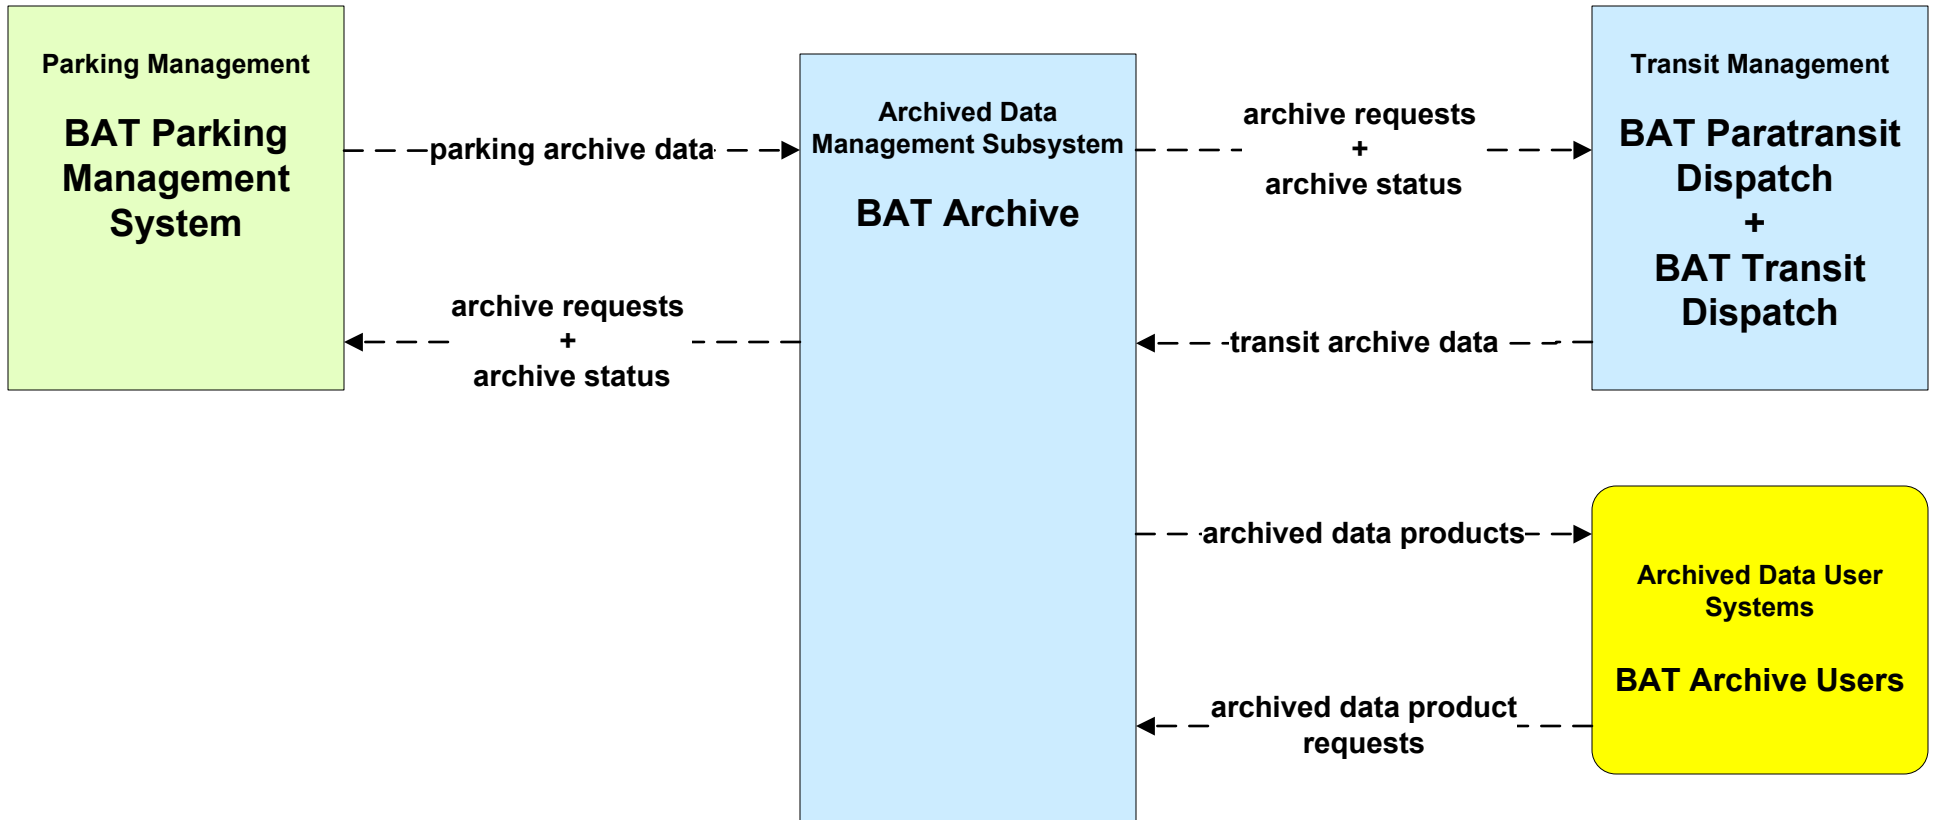 Parking Management
BAT Parking
Management
System
parking archive data
archive requests
+
archive status
Archived Data
Management Subsystem
BAT Archive
archive requests
+
archive status
transit archive data
archived data products
archived data product
requests
Transit Management
BAT Paratransit
Dispatch
+
BAT Transit
Dispatch
Archived Data User
Systems
BAT Archive Users